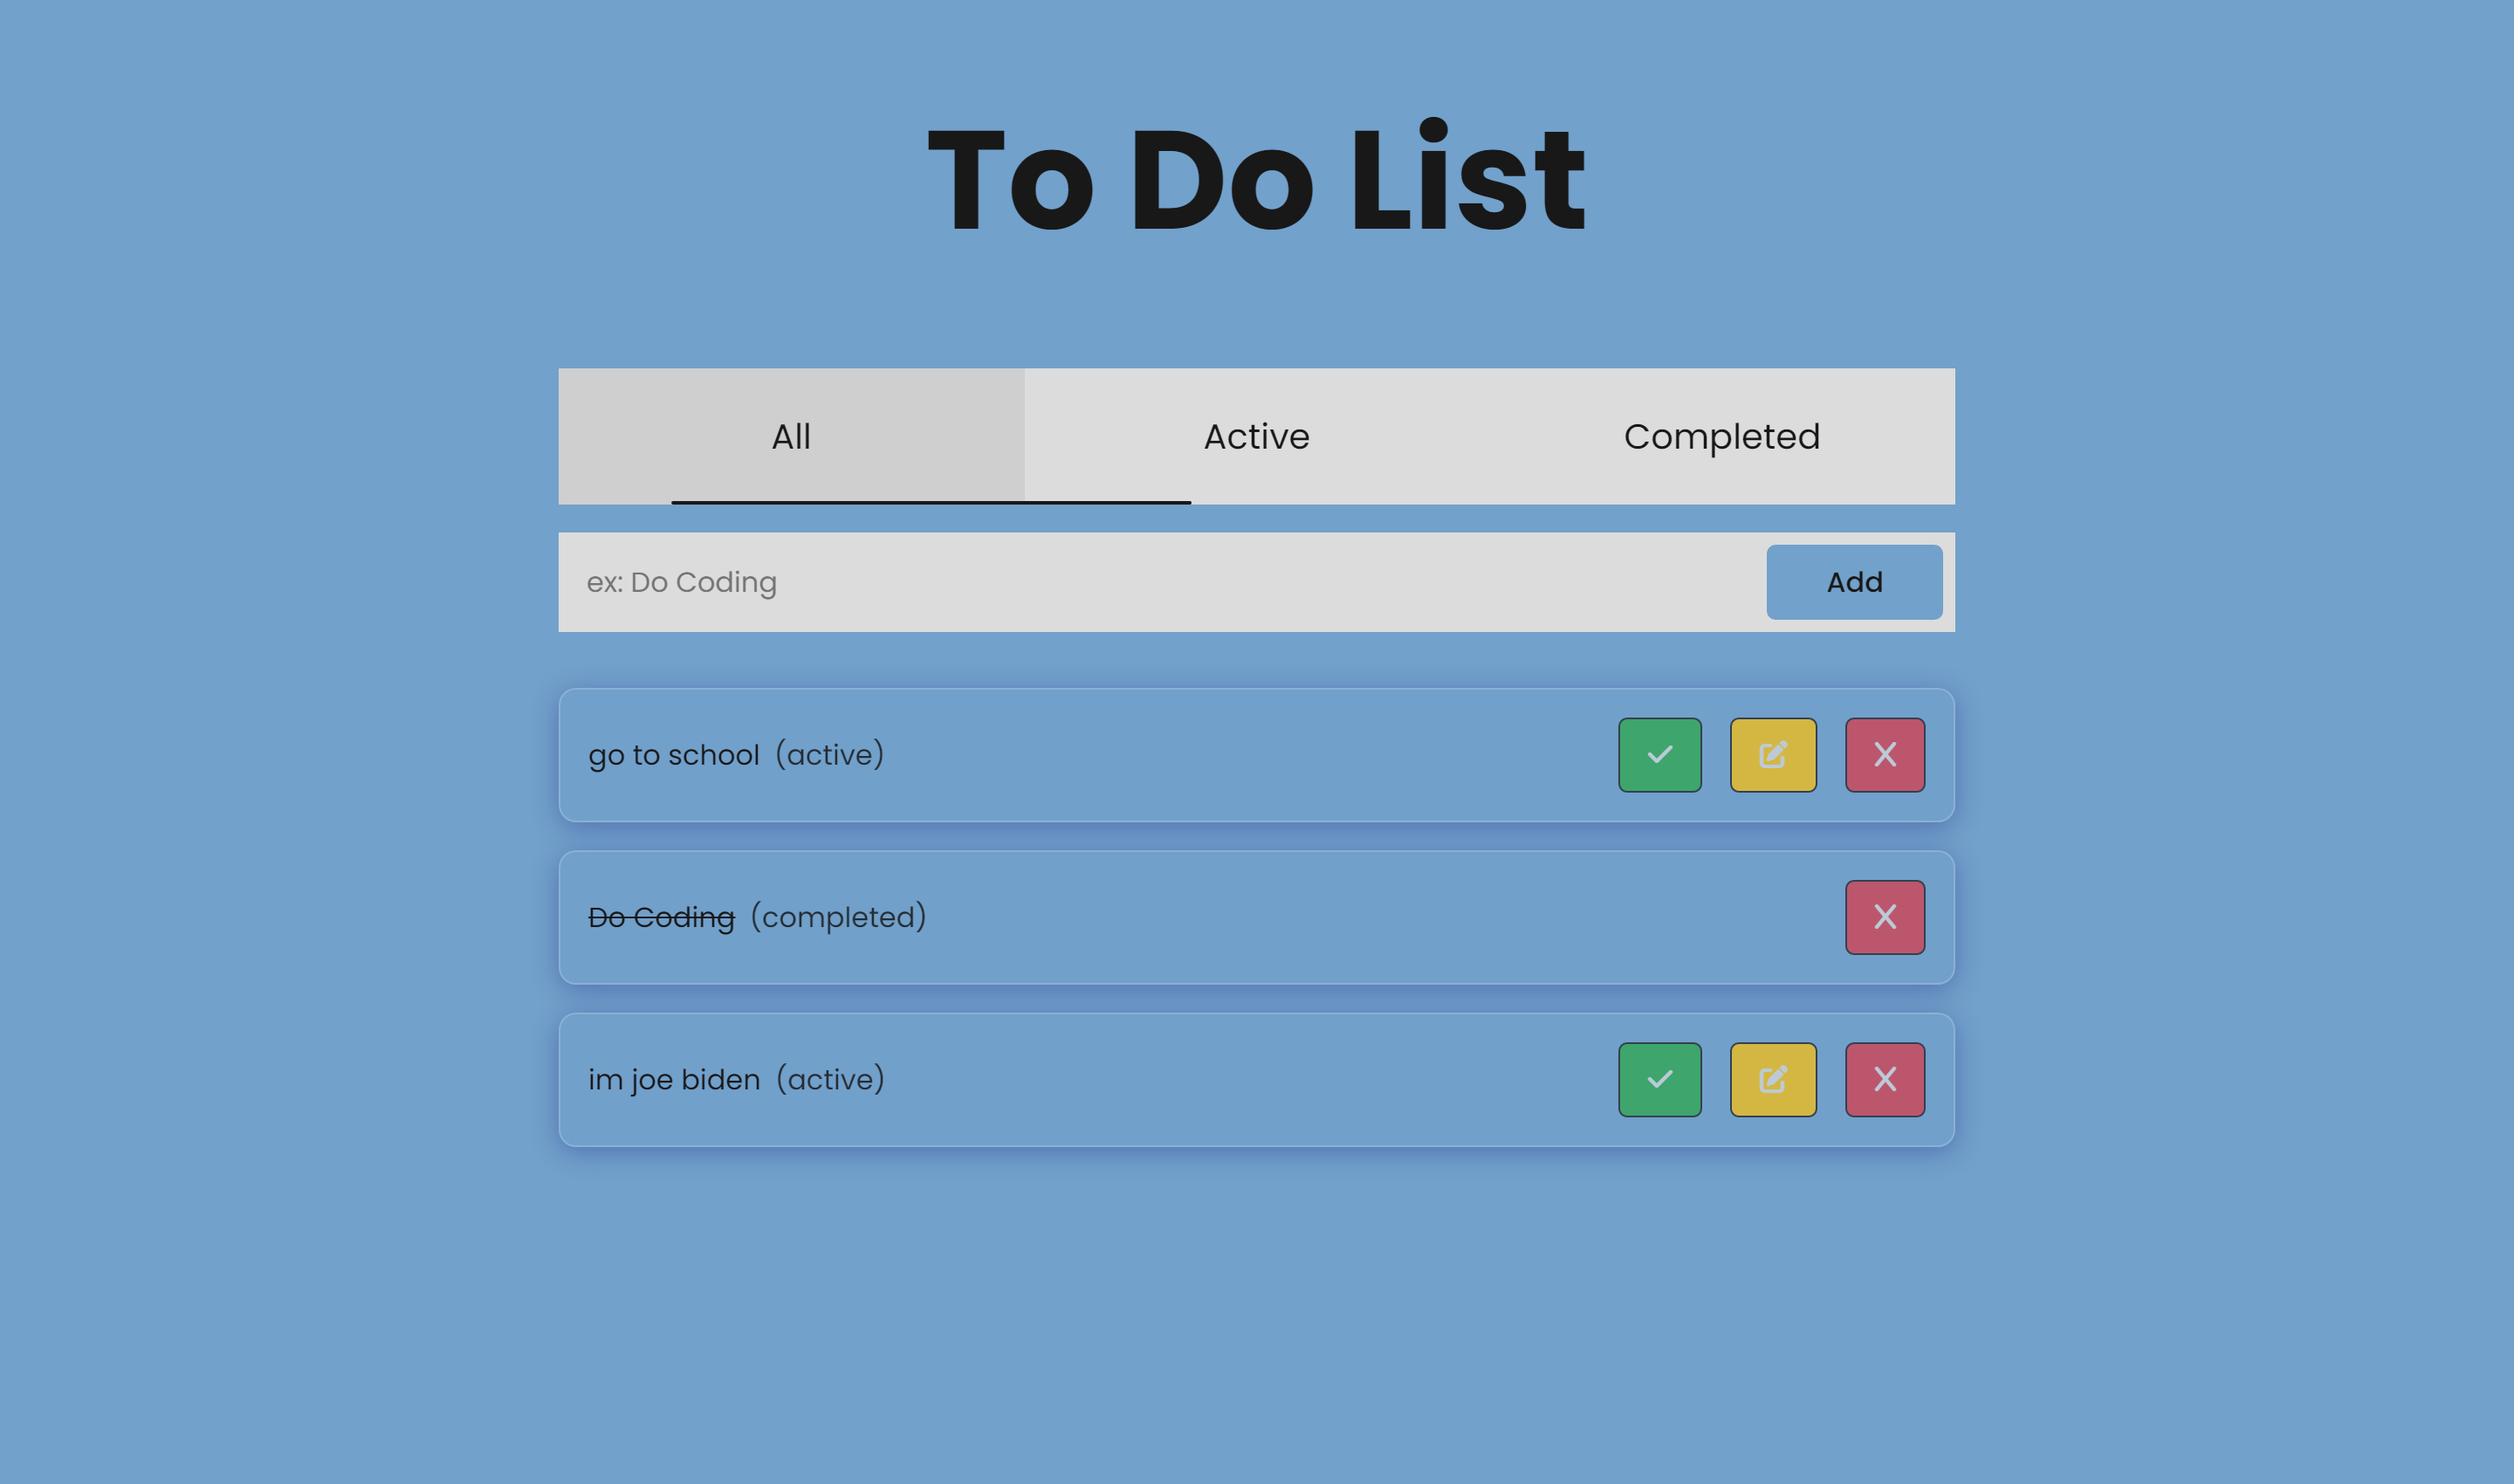 To Do List
All Active Completed
ex: Do Coding Add
go to school (active)
Do Coding (completed)
im joe biden (active)